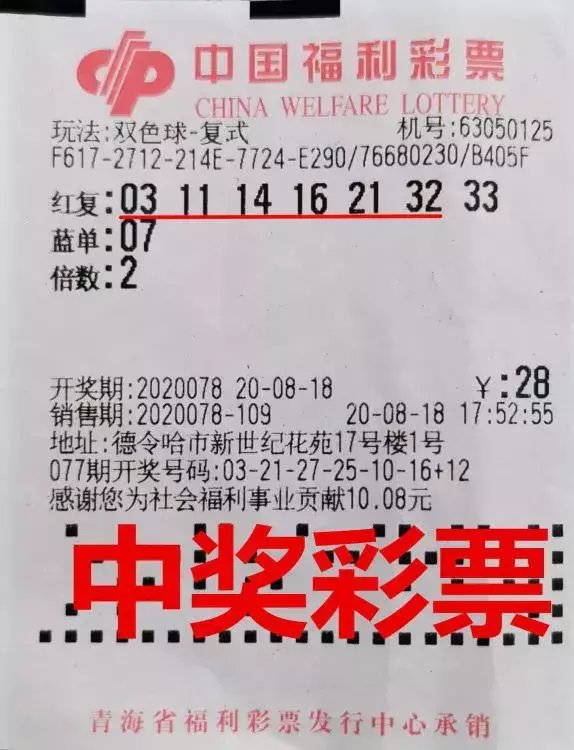 中国福利彩票
CHINA WELFARE LOTTERY
玩法:双色球-复式 机号:63050125
F617-2712-214E-7724-E290/76680230/B405F
红复:03 11 14 16 21 32 33
蓝单:07
倍数:2
开奖期:2020078 20-08-18 ¥:28
销售期:2020078-109 20-08-18 17:52:55
地址:德令哈市新世纪花苑17号楼1号
077期开奖号码:03-21-27-25-10-16+12
感谢您为社会福利事业贡献10.08元
中奖彩票
青海省福利彩票发行中心承销